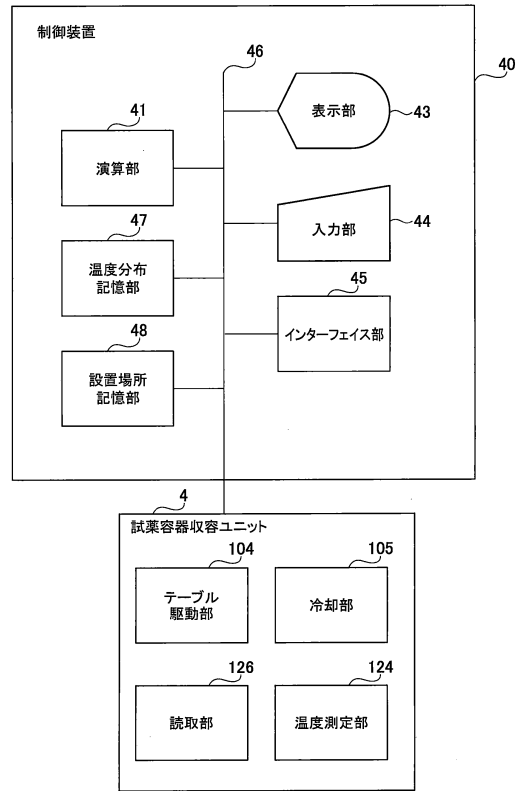 制御装置
46
40
41
演算部
表示部
43
47
温度分布
記憶部
入力部
44
48
設置場所
記憶部
45
インターフェイス部
4
試薬容器収容ユニット
104
テーブル
駆動部
105
冷却部
126
読取部
124
温度測定部